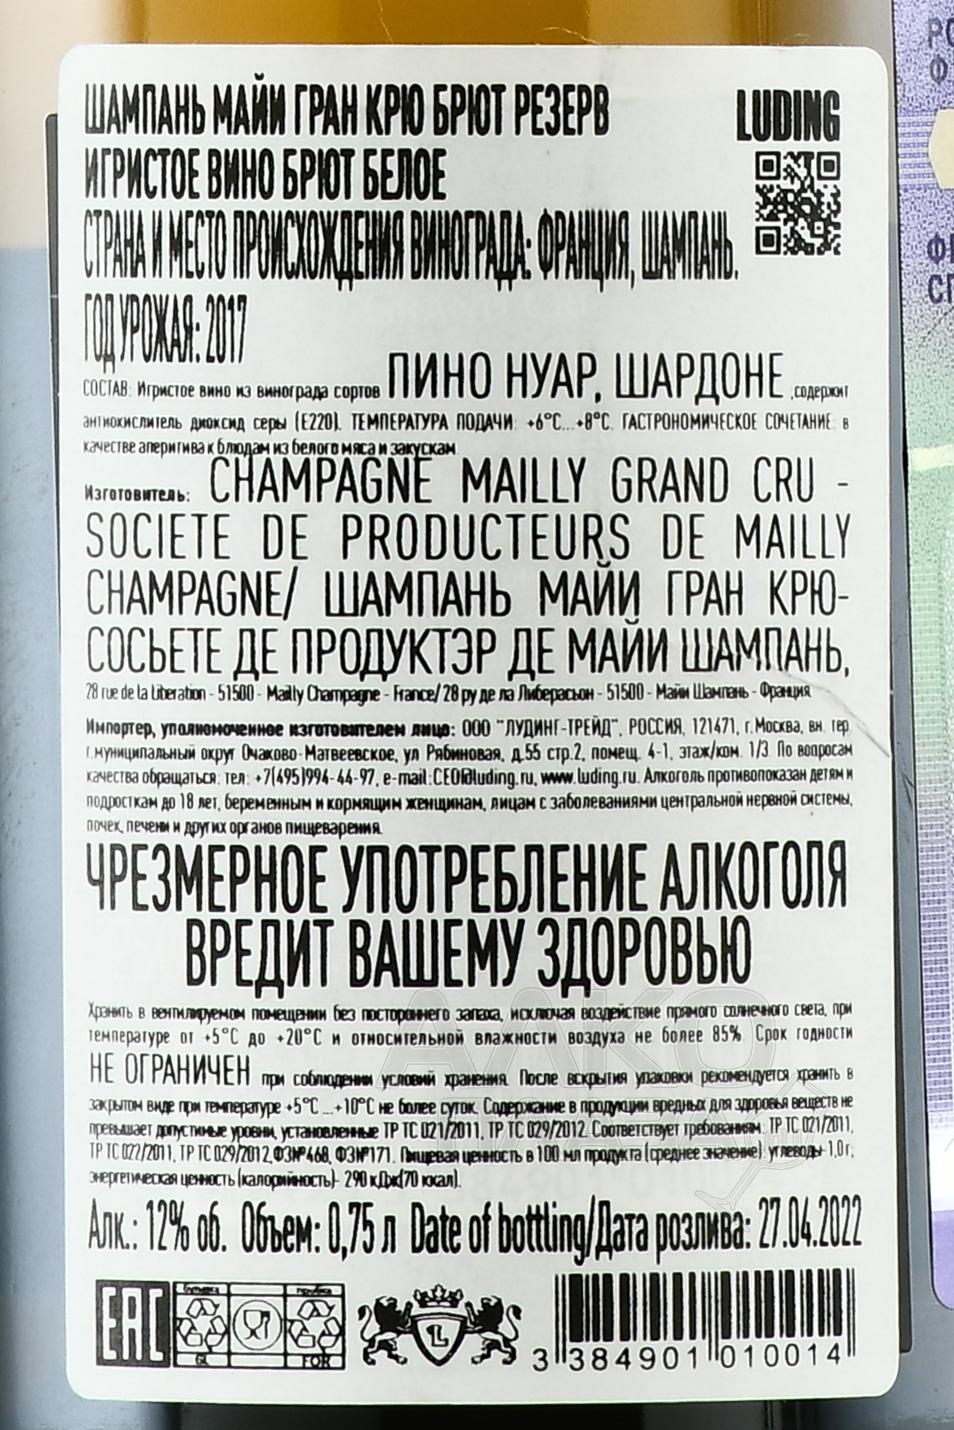 ШАМПАНЬ МАЙИ ГРАН КРЮ БРЮТ РЕЗЕРВ
LUDING
ИГРИСТОЕ ВИНО БРЮТ БЕЛОЕ
СТРАНА И МЕСТО ПРОИСХОЖДЕНИЯ ВИНОГРАДА: ФРАНЦИЯ, ШАМПАНЬ.
ГОД УРОЖАЯ: 2017
СОСТАВ: Игристое вино из винограда сортов ПИНО НУАР, ШАРДОНЕ ,содержит
антиокислитель диоксид серы (Е220). ТЕМПЕРАТУРА ПОДАЧИ: +6°C...+8°C. ГАСТРОНОМИЧЕСКОЕ СОЧЕТАНИЕ: в
качестве аперитива к блюдам из белого мяса и закускам.
Изготовитель: CHAMPAGNE MAILLY GRAND CRU -
SOCIETE DE PRODUCTEURS DE MAILLY
CHAMPAGNE/ ШАМПАНЬ МАЙИ ГРАН КРЮ-
СОСЬЕТЕ ДЕ ПРОДУКТЭР ДЕ МАЙИ ШАМПАНЬ,
28 rue de la Liberation - 51500 - Mailly Champagne - France/ 28 ру де ла Либерасьон - 51500 - Майи Шампань - Франция
Импортер, уполномоченное изготовителем лицо: ООО "ЛУДИНГ-ТРЕЙД", РОССИЯ, 121471, г. Москва, вн. тер.
г.муниципальный округ Очаково-Матвеевское, ул Рябиновая, д.55 стр.2, помещ. 4-1, этаж/ком. 1/3. По вопросам
качества обращаться: тел: +7(495)994-44-97, e-mail:CEO@luding.ru, www.luding.ru. Алкоголь противопоказан детям и
подросткам до 18 лет, беременным и кормящим женщинам, лицам с заболеваниями центральной нервной системы,
почек, печени и других органов пищеварения.
ЧРЕЗМЕРНОЕ УПОТРЕБЛЕНИЕ АЛКОГОЛЯ
ВРЕДИТ ВАШЕМУ ЗДОРОВЬЮ
Хранить в вентилируемом помещении без постороннего запаха, исключая воздействие прямого солнечного света, при
температуре от +5°C до +20°C и относительной влажности воздуха не более 85%. Срок годности
НЕ ОГРАНИЧЕН при соблюдении условий хранения. После вскрытия упаковки рекомендуется хранить в
закрытом виде при температуре +5°C ...+10°C не более суток. Содержание в продукции вредных для здоровья веществ не
превышает допустимые уровни, установленные ТР ТС 021/2011, ТР ТС 029/2012. Соответствует требованиям: ТР ТС 021/2011,
ТР ТС 022/2011, ТР ТС 029/2012,ФЗ№468, ФЗ№171. Пищевая ценность в 100 мл продукта (среднее значение): углеводы-1,0 г;
энергетическая ценность (калорийность)- 290 кДж(70 ккал).
Алк.: 12% об. Объем: 0,75 л Date of bottling/Дата розлива: 27.04.2022
EAC
бутылка
пробка
GL
FOR
L
3 384901 010014